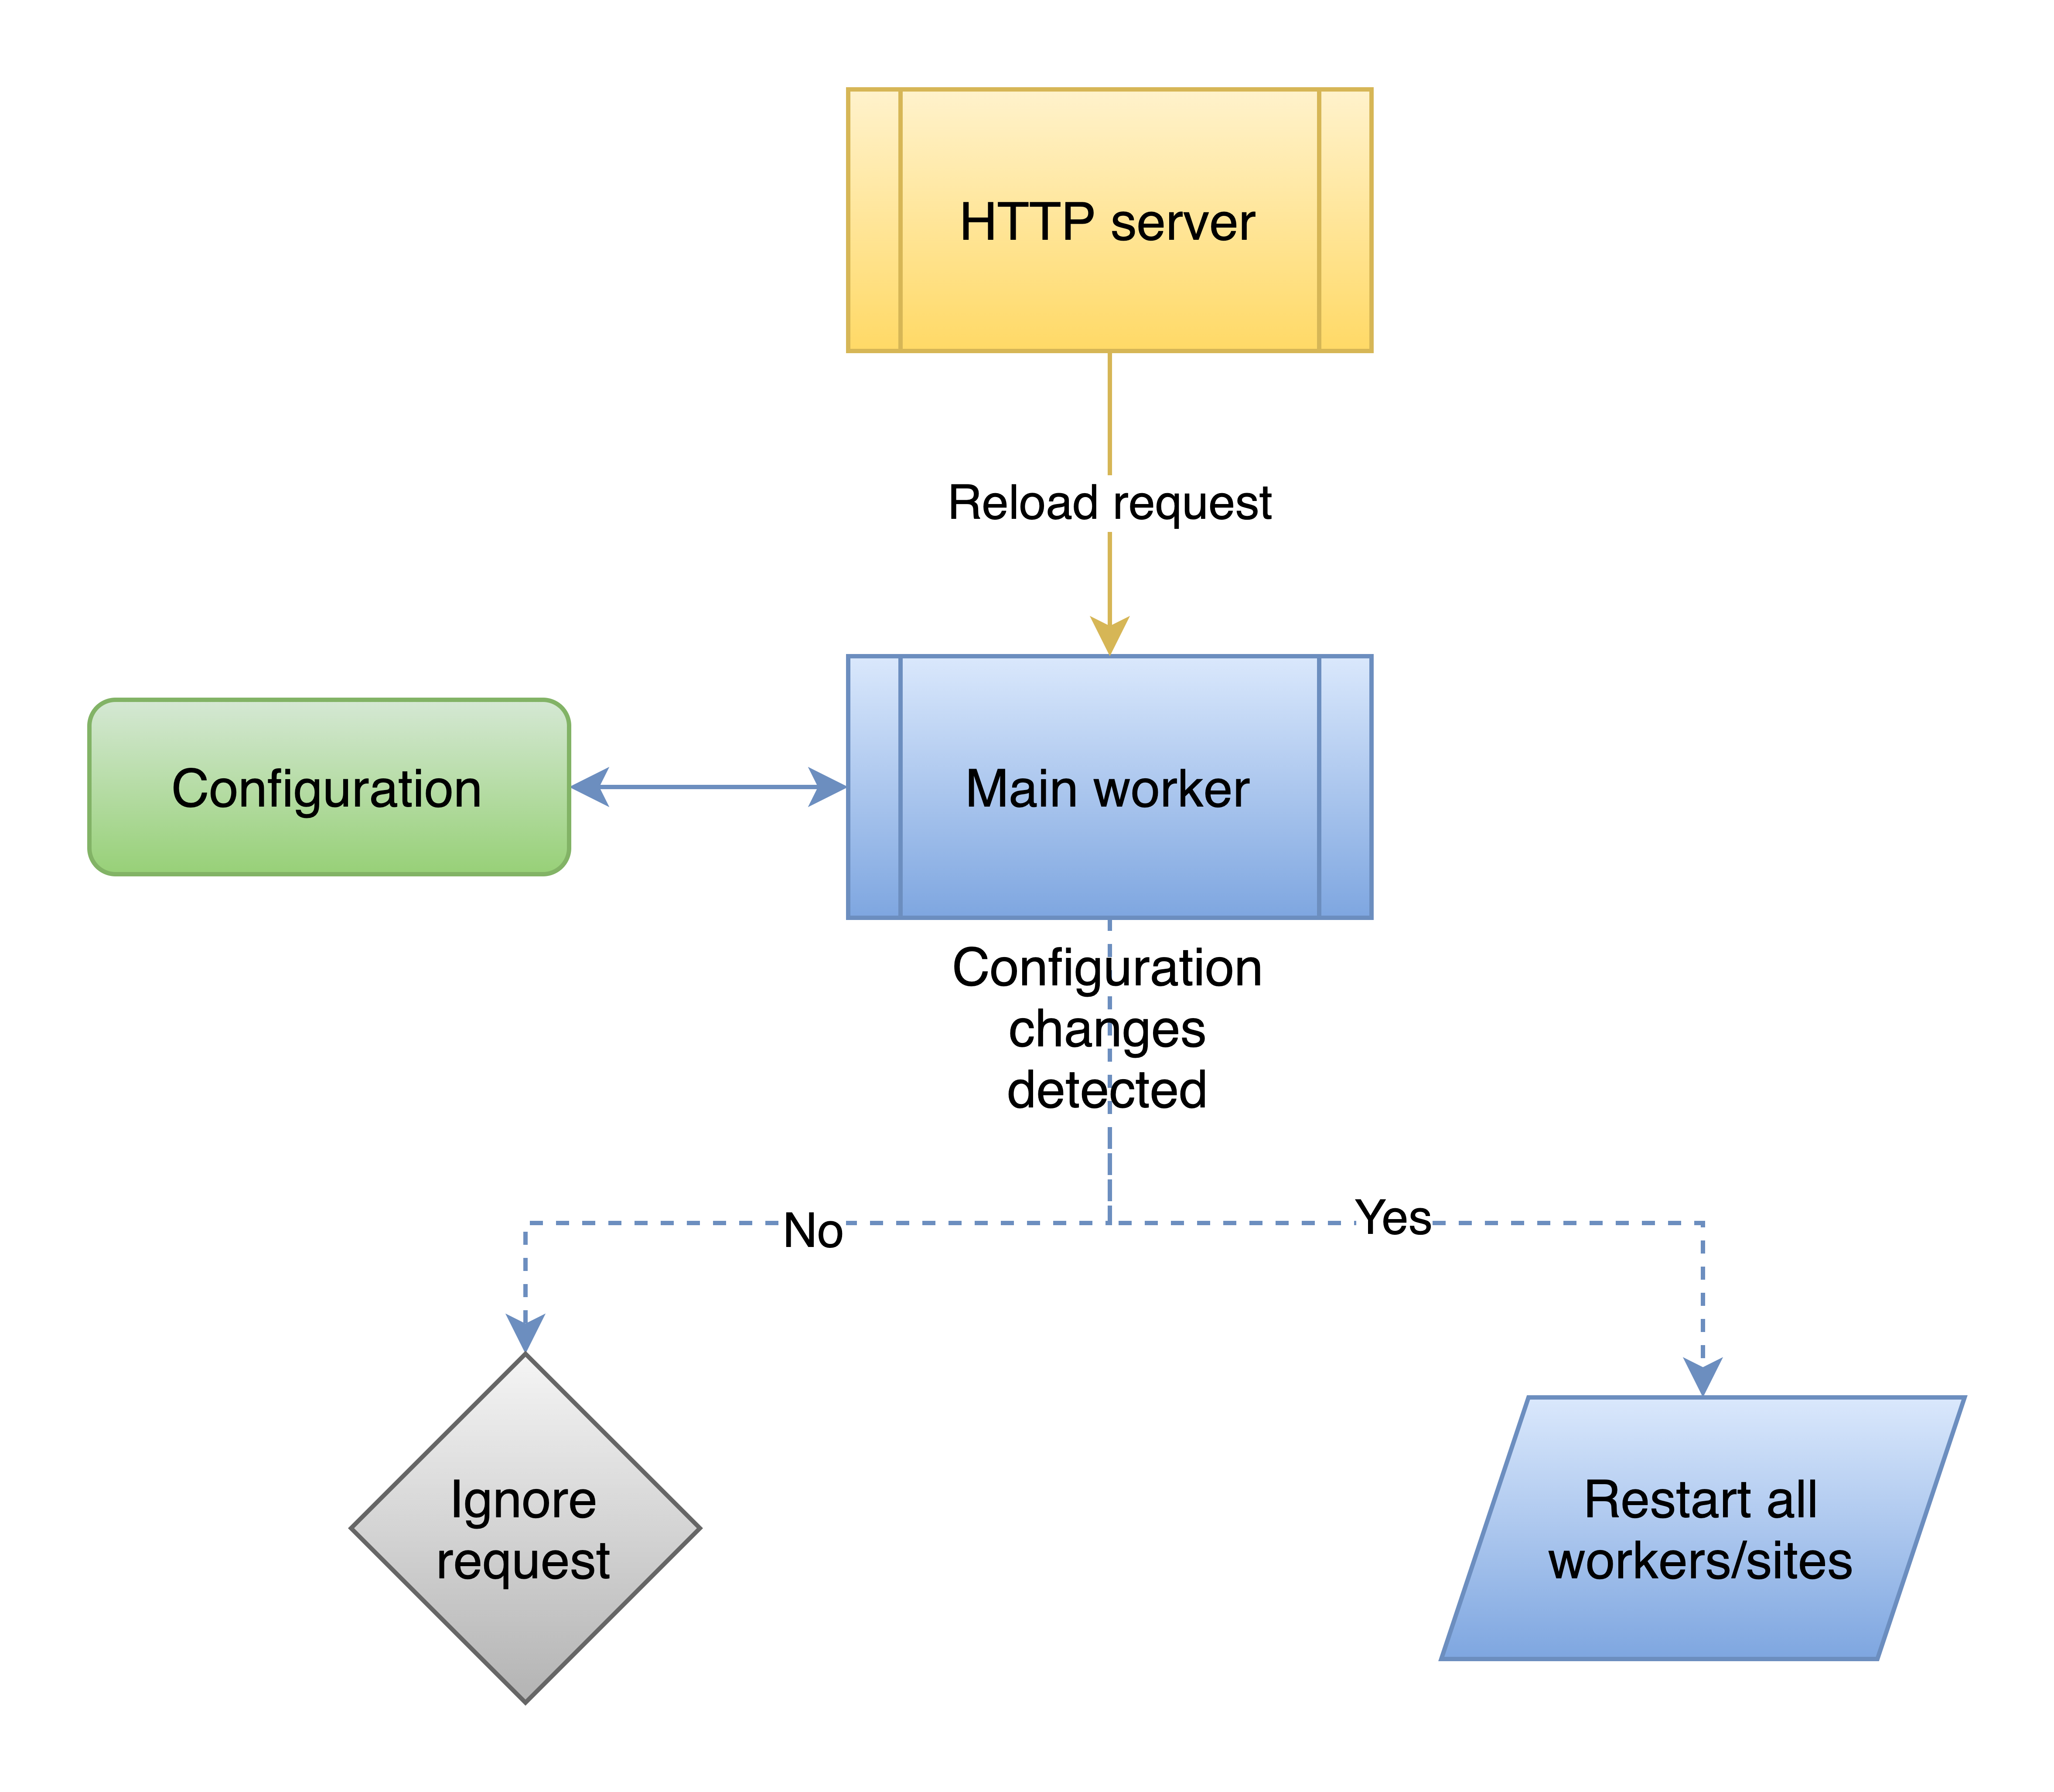 HTTP server
Reload request
Configuration
Main worker
Configuration
changes
detected
No
Yes
Ignore
request
Restart all
workers/sites